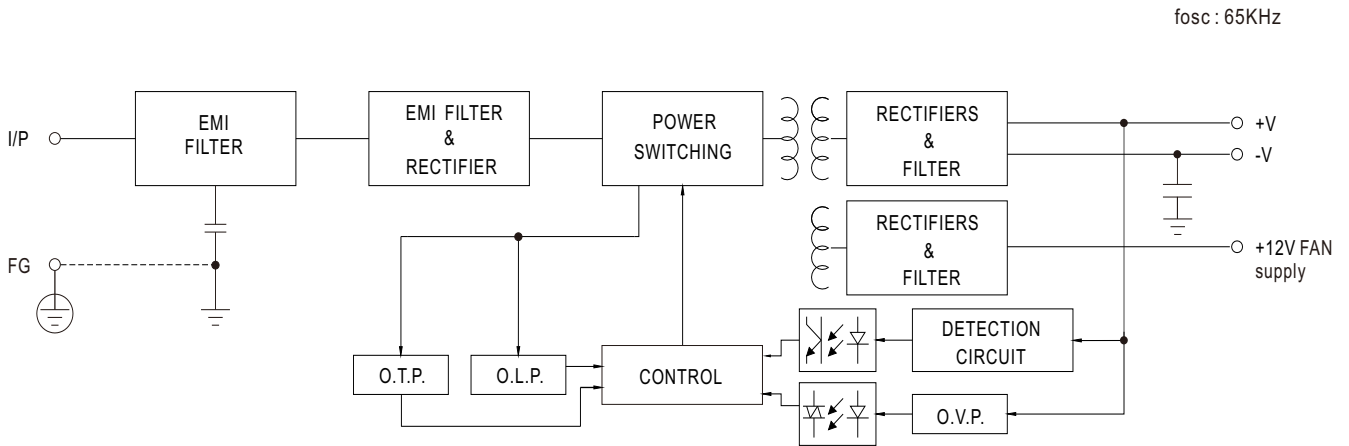 fosc : 65KHz
I/P
EMI
FILTER
EMI FILTER
&
RECTIFIER
POWER
SWITCHING
RECTIFIERS
&
FILTER
+V
-V
FG
RECTIFIERS
&
FILTER
+12V FAN
supply
O.T.P.
O.L.P.
CONTROL
DETECTION
CIRCUIT
O.V.P.